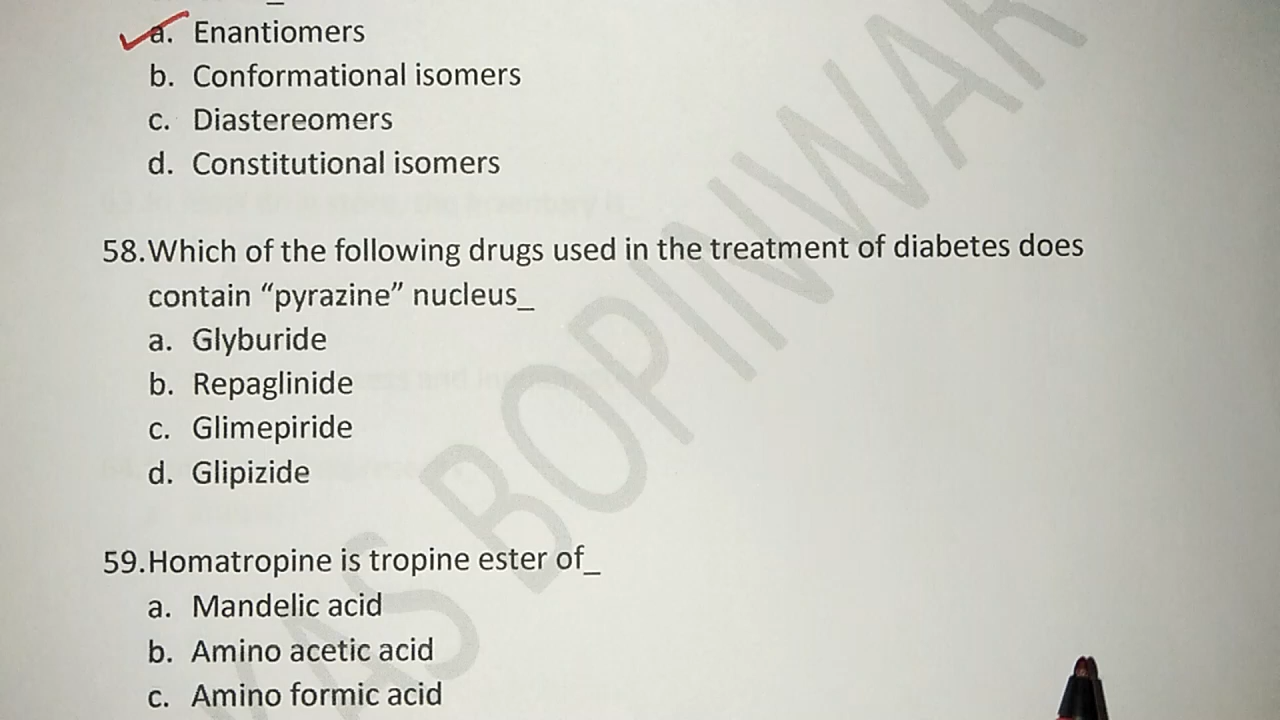 a. Enantiomers
b. Conformational isomers
c. Diastereomers
d. Constitutional isomers
58.Which of the following drugs used in the treatment of diabetes does
contain “pyrazine” nucleus_
a. Glyburide
b. Repaglinide
c. Glimepiride
d. Glipizide
59.Homatropine is tropine ester of_
a. Mandelic acid
b. Amino acetic acid
c. Amino formic acid
BOPINWAR